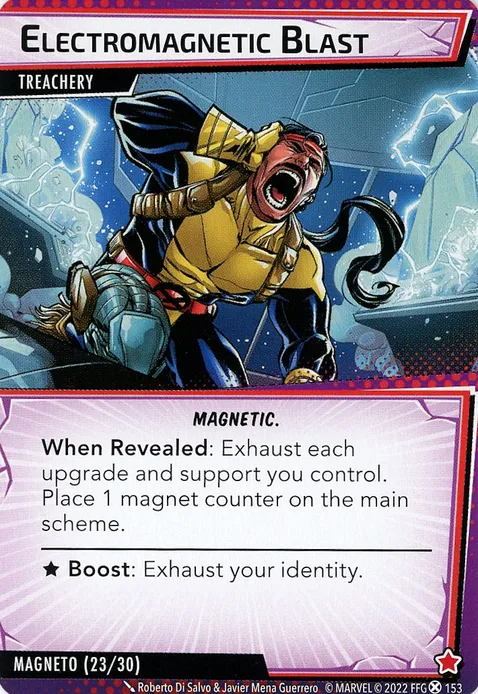 ELECTROMAGNETIC BLAST
TREACHERY
MAGNETIC.
When Revealed: Exhaust each
upgrade and support you control.
Place 1 magnet counter on the main
scheme.
★ Boost: Exhaust your identity.
MAGNETO (23/30)
Roberto Di Salvo & Javier Mena Guerrero © MARVEL © 2022 FFG 153